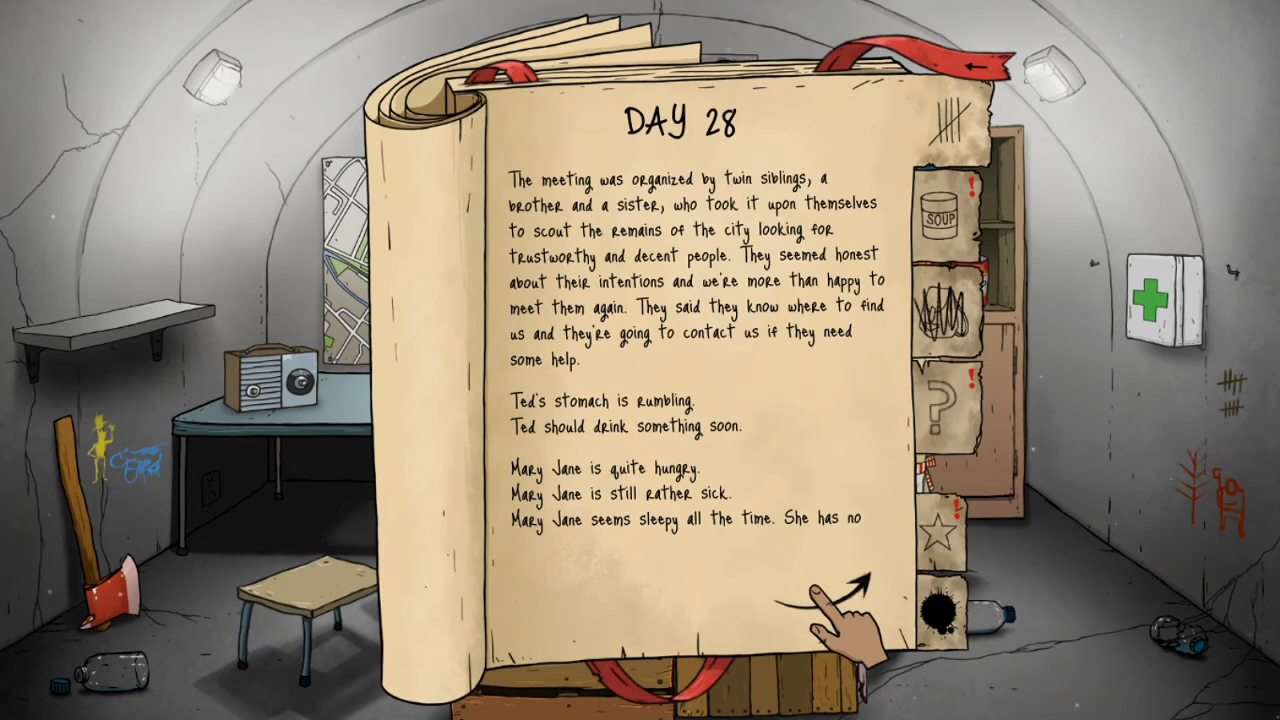 DAY 28
The meeting was organized by twin siblings, a
brother and a sister, who took it upon themselves
to scout the remains of the city looking for
trustworthy and decent people. They seemed honest
about their intentions and we're more than happy to
meet them again. They said they know where to find
us and they're going to contact us if they need
some help.
Ted's stomach is rumbling.
Ted should drink something soon.
Mary Jane is quite hungry.
Mary Jane is still rather sick.
Mary Jane seems sleepy all the time. She has no
!
SOUP
!
?
!